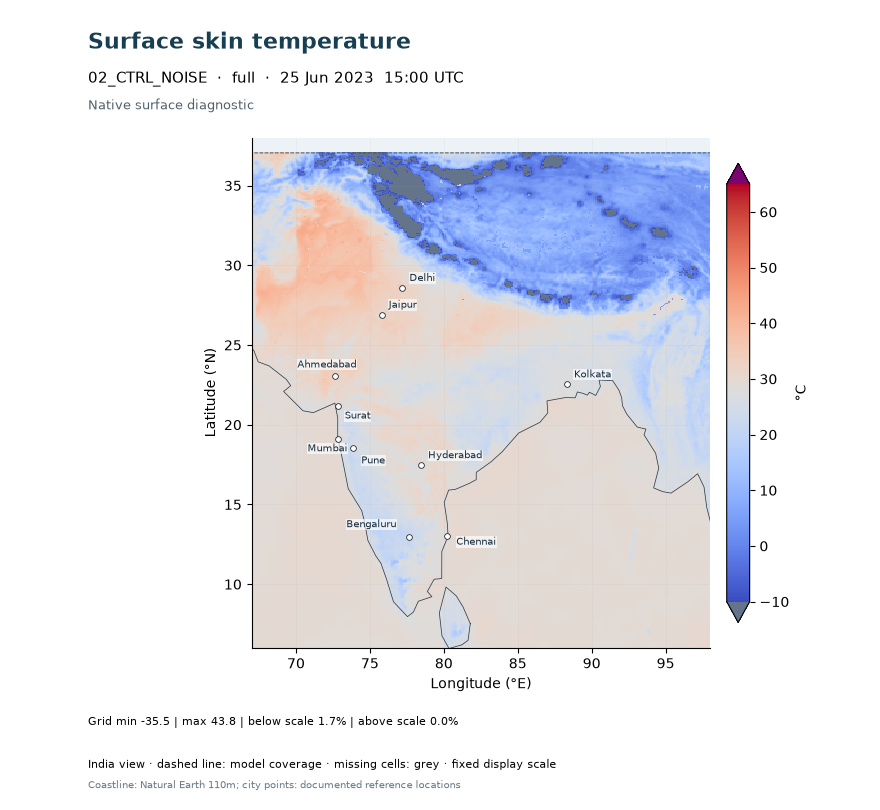 Surface skin temperature
02_CTRL_NOISE · full · 25 Jun 2023 15:00 UTC
Native surface diagnostic
35
30
25
20
15
10
Latitude (°N)
70
75
80
85
90
95
Longitude (°E)
Delhi
Jaipur
Ahmedabad
Kolkata
Surat
Mumbai
Pune
Hyderabad
Bengaluru
Chennai
60
50
40
30
20
10
0
−10
°C
Grid min -35.5 | max 43.8 | below scale 1.7% | above scale 0.0%
India view · dashed line: model coverage · missing cells: grey · fixed display scale
Coastline: Natural Earth 110m; city points: documented reference locations